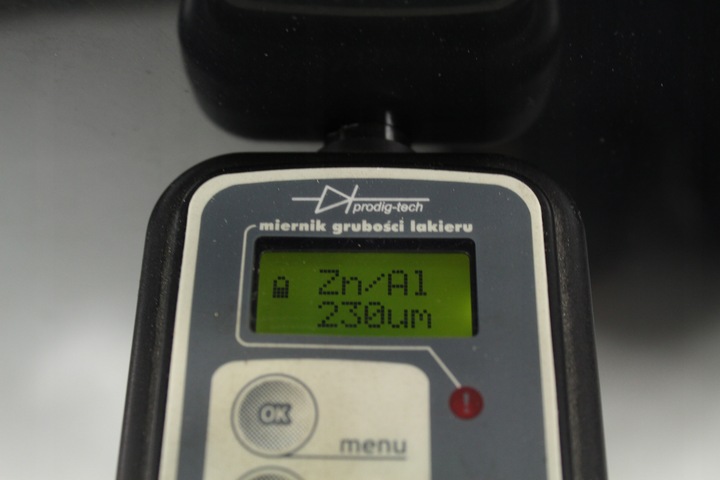 prodig-tech
miernik grubości lakieru
Zn/Al
230um
!
OK
menu